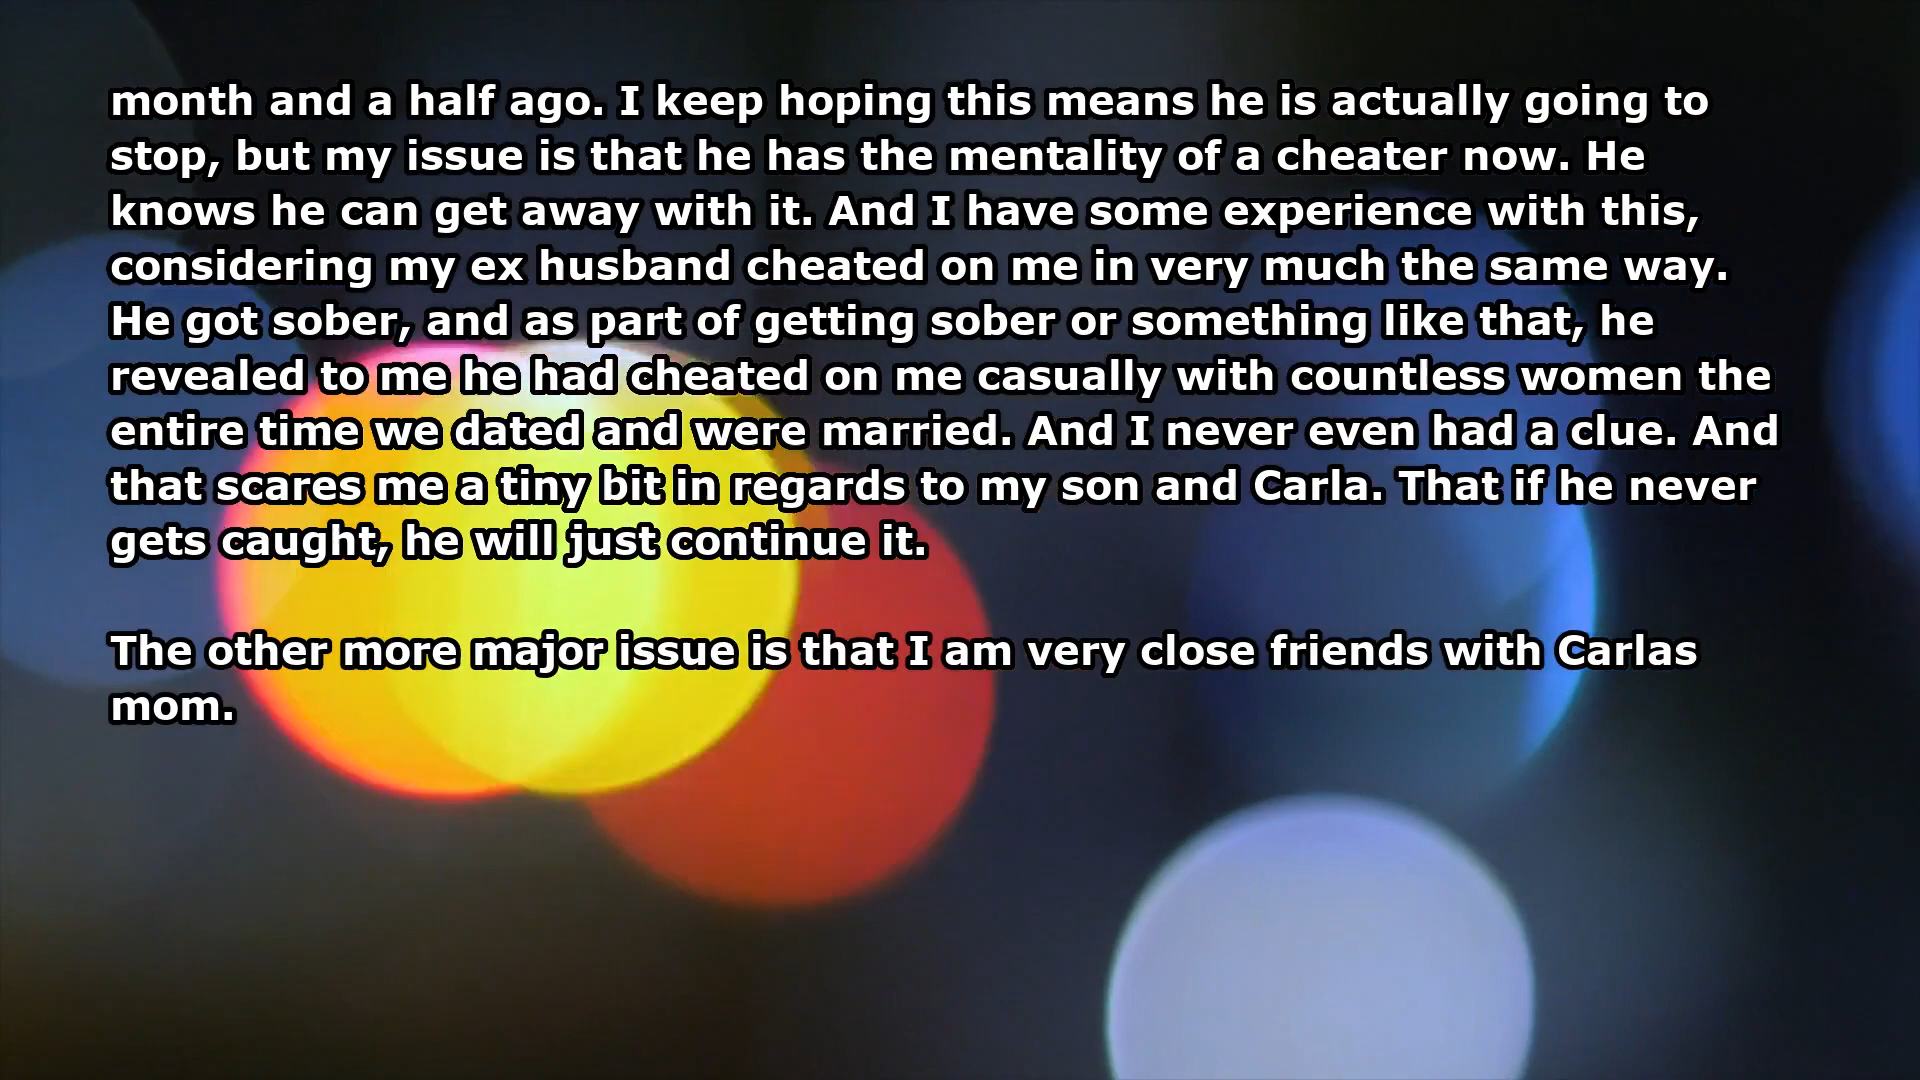 month and a half ago. I keep hoping this means he is actually going to
stop, but my issue is that he has the mentality of a cheater now. He
knows he can get away with it. And I have some experience with this,
considering my ex husband cheated on me in very much the same way.
He got sober, and as part of getting sober or something like that, he
revealed to me he had cheated on me casually with countless women the
entire time we dated and were married. And I never even had a clue. And
that scares me a tiny bit in regards to my son and Carla. That if he never
gets caught, he will just continue it.

The other more major issue is that I am very close friends with Carlas
mom.